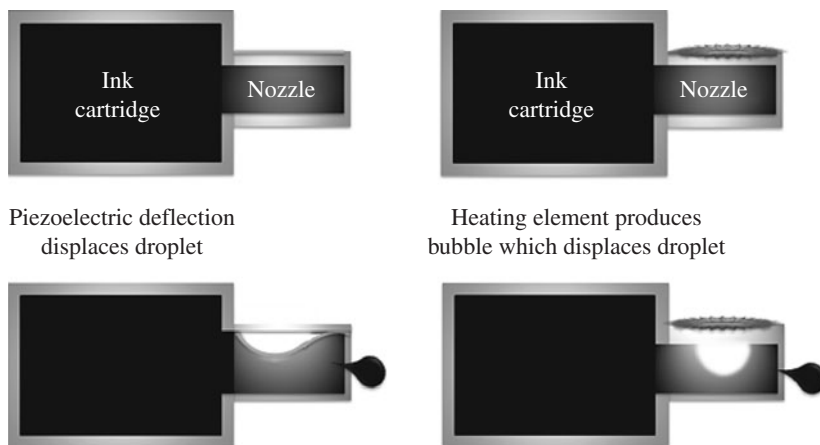 Ink
cartridge
Nozzle
Ink
cartridge
Nozzle
Piezoelectric deflection
displaces droplet
Heating element produces
bubble which displaces droplet